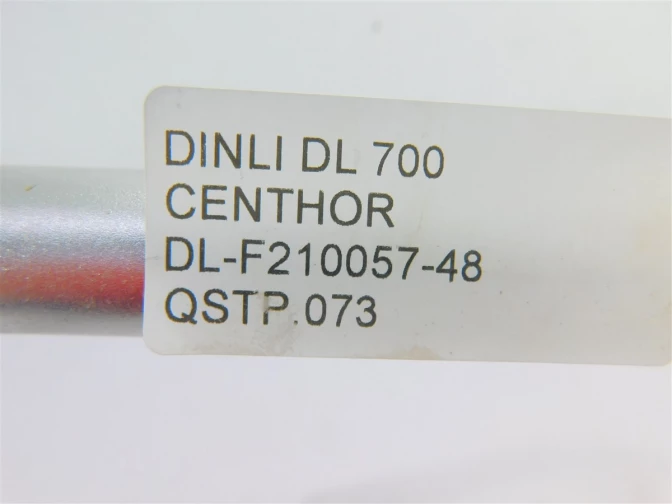 DINLI DL 700
CENTHOR
DL-F210057-48
QSTP.073